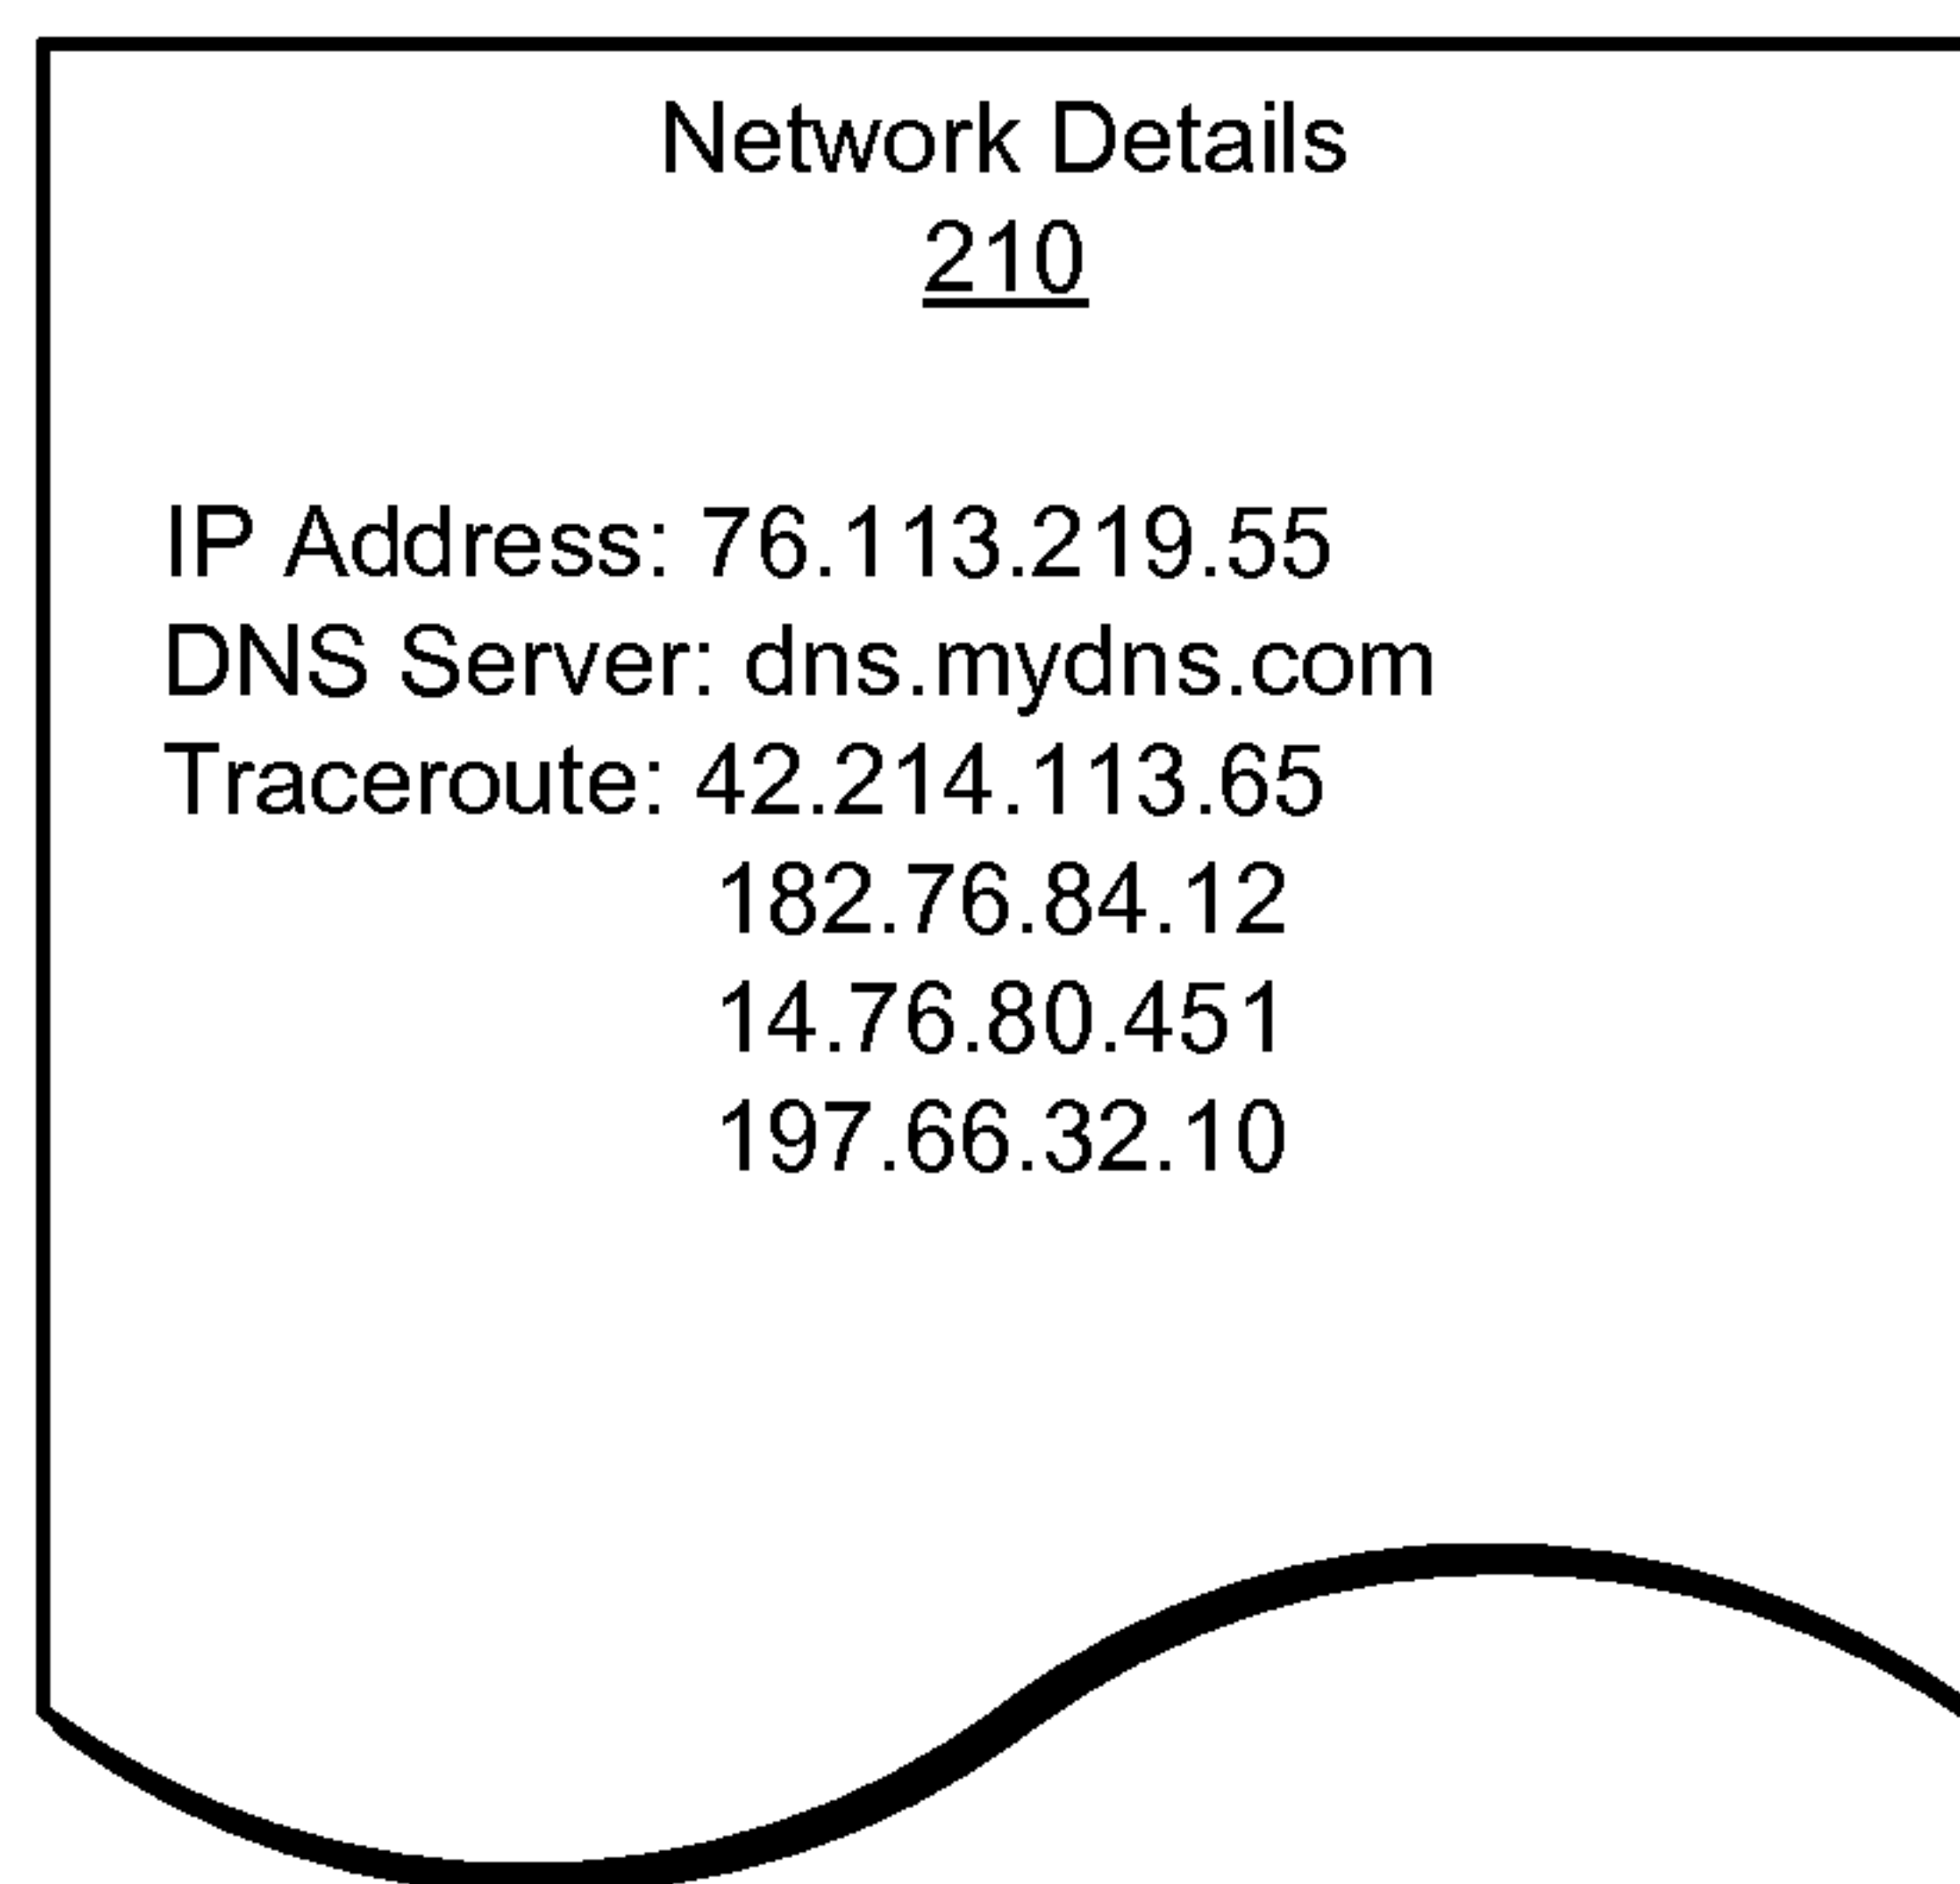 Network Details
210
IP Address: 76.113.219.55
DNS Server: dns.mydns.com
Traceroute: 42.214.113.65
182.76.84.12
14.76.80.451
197.66.32.10